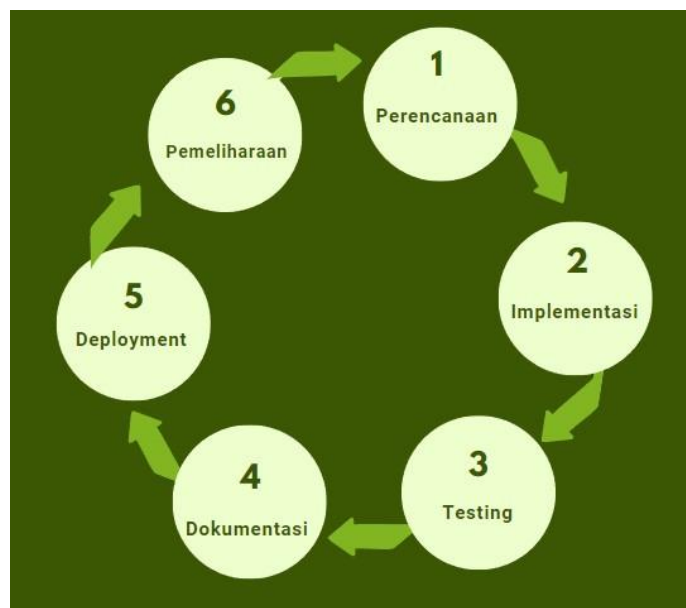 1
Perencanaan
2
Implementasi
3
Testing
4
Dokumentasi
5
Deployment
6
Pemeliharaan